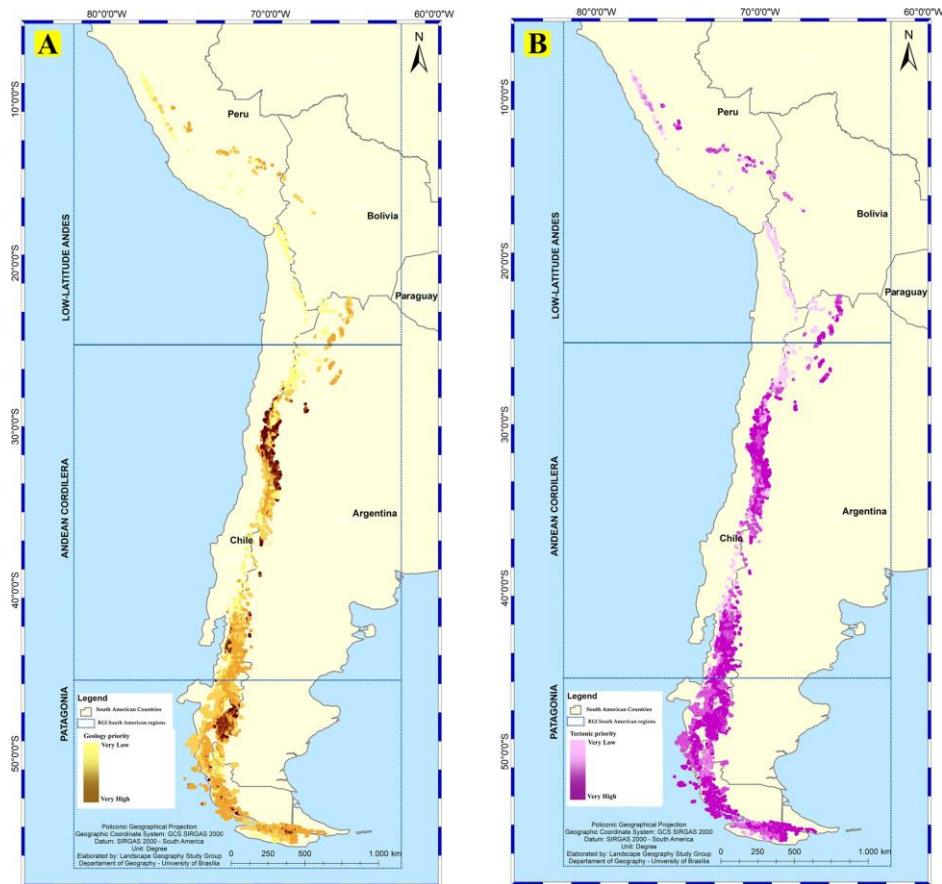 70°0'0"W
60°0'0"W
A
N
10°0'0"S
Peru
LOW-LATITUDE ANDES
Bolivia
20°0'0"S
Paraguay
30°0'0"S
ANDEAN CORDILERA
Argentina
Chile
40°0'0"S
PATAGONIA
Legend
South American Countries
RGI South American regions
Geology priority
Very Low
Very High
50°0'0"S
Policonic Geographical Projection
Geographic Coordinate System: GCS SIRGAS 2000
Datum: SIRGAS 2000 - South America
Unit: Degree
Elaborated by: Landscape Geography Study Group
Departament of Geography - University of Brasilia
0 250 500 1.000 km
80°0'0"W
70°0'0"W
60°0'0"W
B
N
10°0'0"S
Peru
LOW-LATITUDE ANDES
Bolivia
20°0'0"S
Paraguay
30°0'0"S
ANDEAN CORDILERA
Argentina
Chile
40°0'0"S
PATAGONIA
Legend
South American Countries
RGI South American regions
Tectonic priority
Very Low
Very High
50°0'0"S
Policonic Geographical Projection
Geographic Coordinate System: GCS SIRGAS 2000
Datum: SIRGAS 2000 - South America
Unit: Degree
Elaborated by: Landscape Geography Study Group
Departament of Geography - University of Brasilia
0 250 500 1.000 km